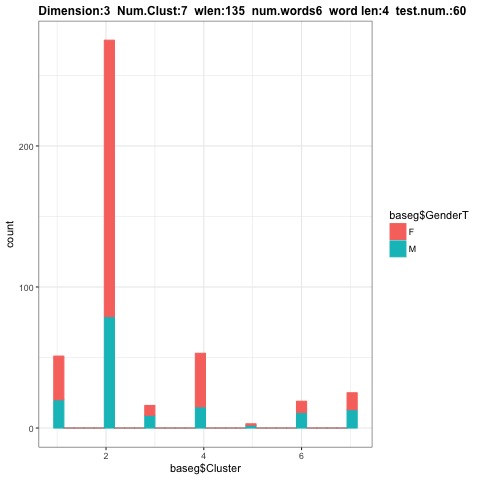 Dimension:3 Num.Clust:7 wlen:135 num.words6 word len:4 test.num.:60
200
100
0
count
2
4
6
baseg$Cluster
baseg$GenderT
F
M